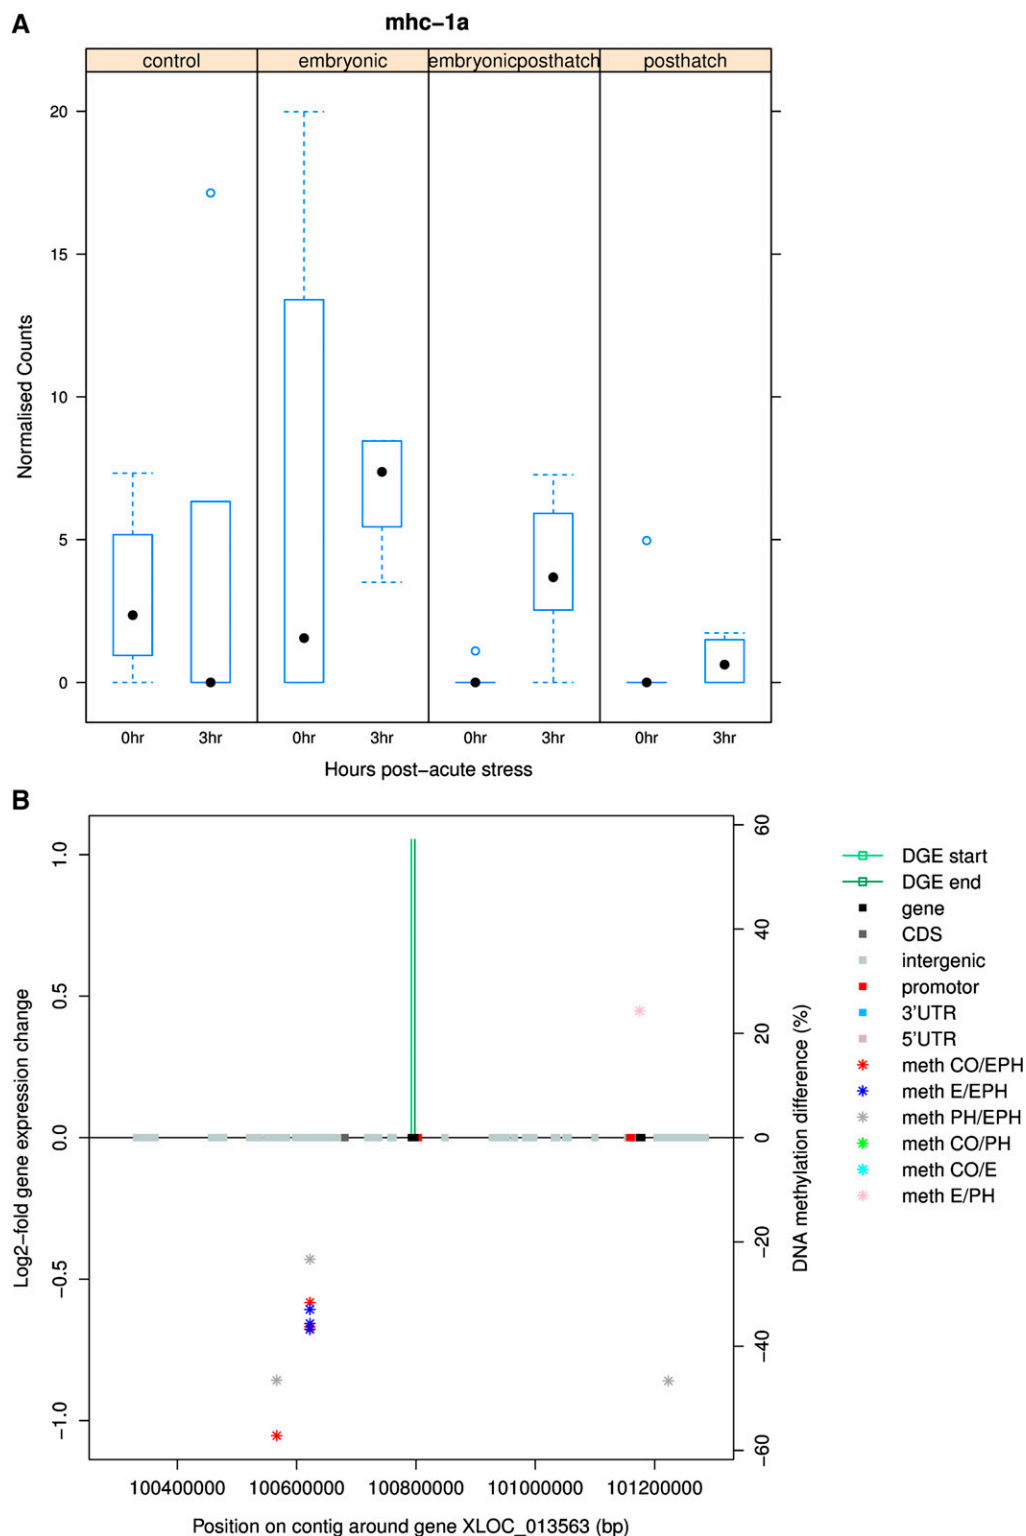 A
mhc-1a
control embryonic embryonicposthatch posthatch
20
15
10
5
0
Normalised Counts
0hr 3hr 0hr 3hr 0hr 3hr 0hr 3hr
Hours post-acute stress
B
1.0
0.5
0.0
-0.5
-1.0
Log2-fold gene expression change
60
40
20
0
-20
-40
-60
DNA methylation difference (%)
100400000 100600000 100800000 101000000 101200000
Position on contig around gene XLOC_013563 (bp)
DGE start
DGE end
gene
CDS
intergenic
promotor
3'UTR
5'UTR
meth CO/EPH
meth E/EPH
meth PH/EPH
meth CO/PH
meth CO/E
meth E/PH